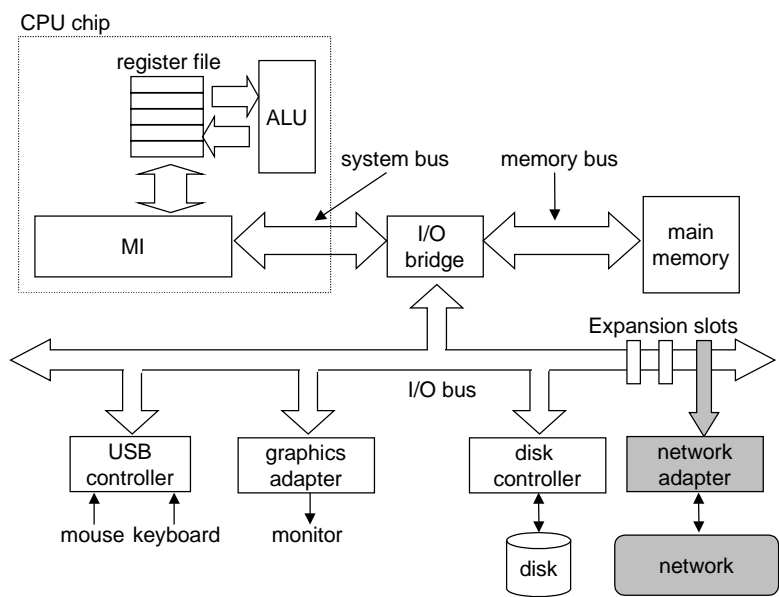 CPU chip
register file
ALU
system bus
memory bus
MI
I/O
bridge
main
memory
Expansion slots
I/O bus
USB
controller
graphics
adapter
disk
controller
network
adapter
mouse keyboard
monitor
disk
network